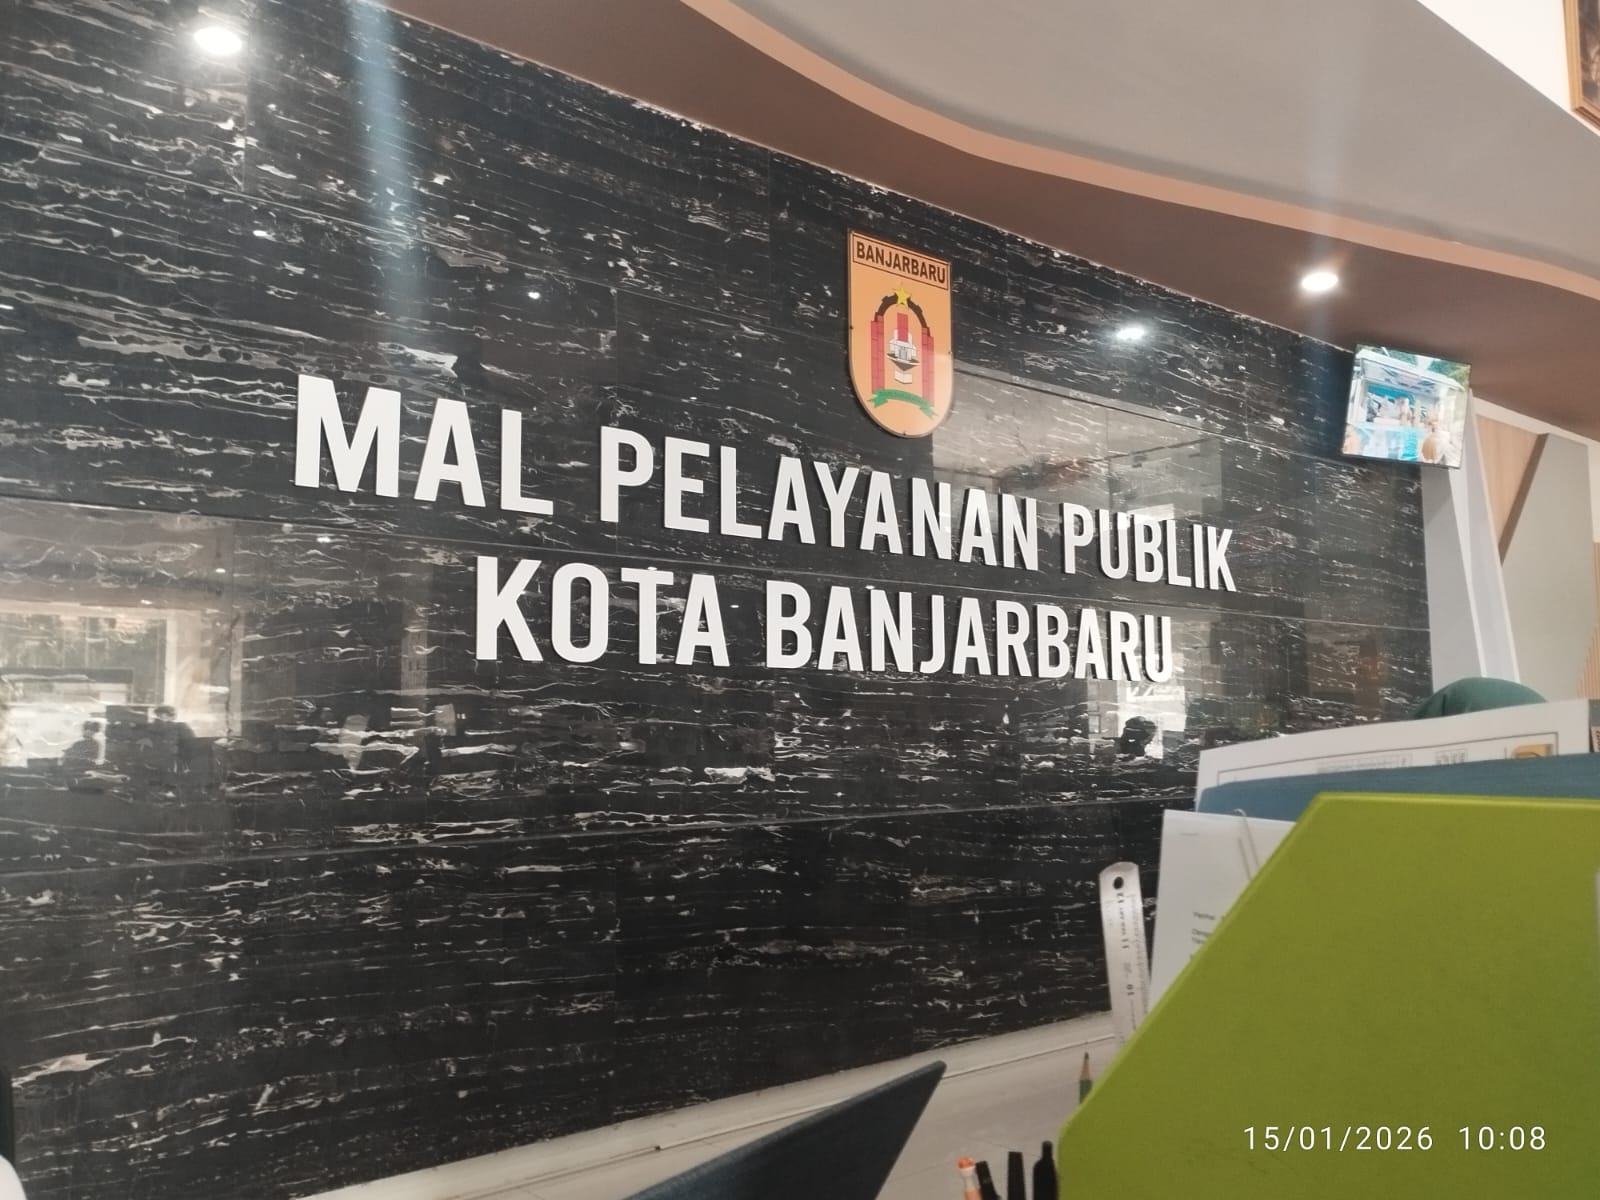 BANJARBARU
MAL PELAYANAN PUBLIK
KOTA BANJARBARU
15/01/2026 10:08